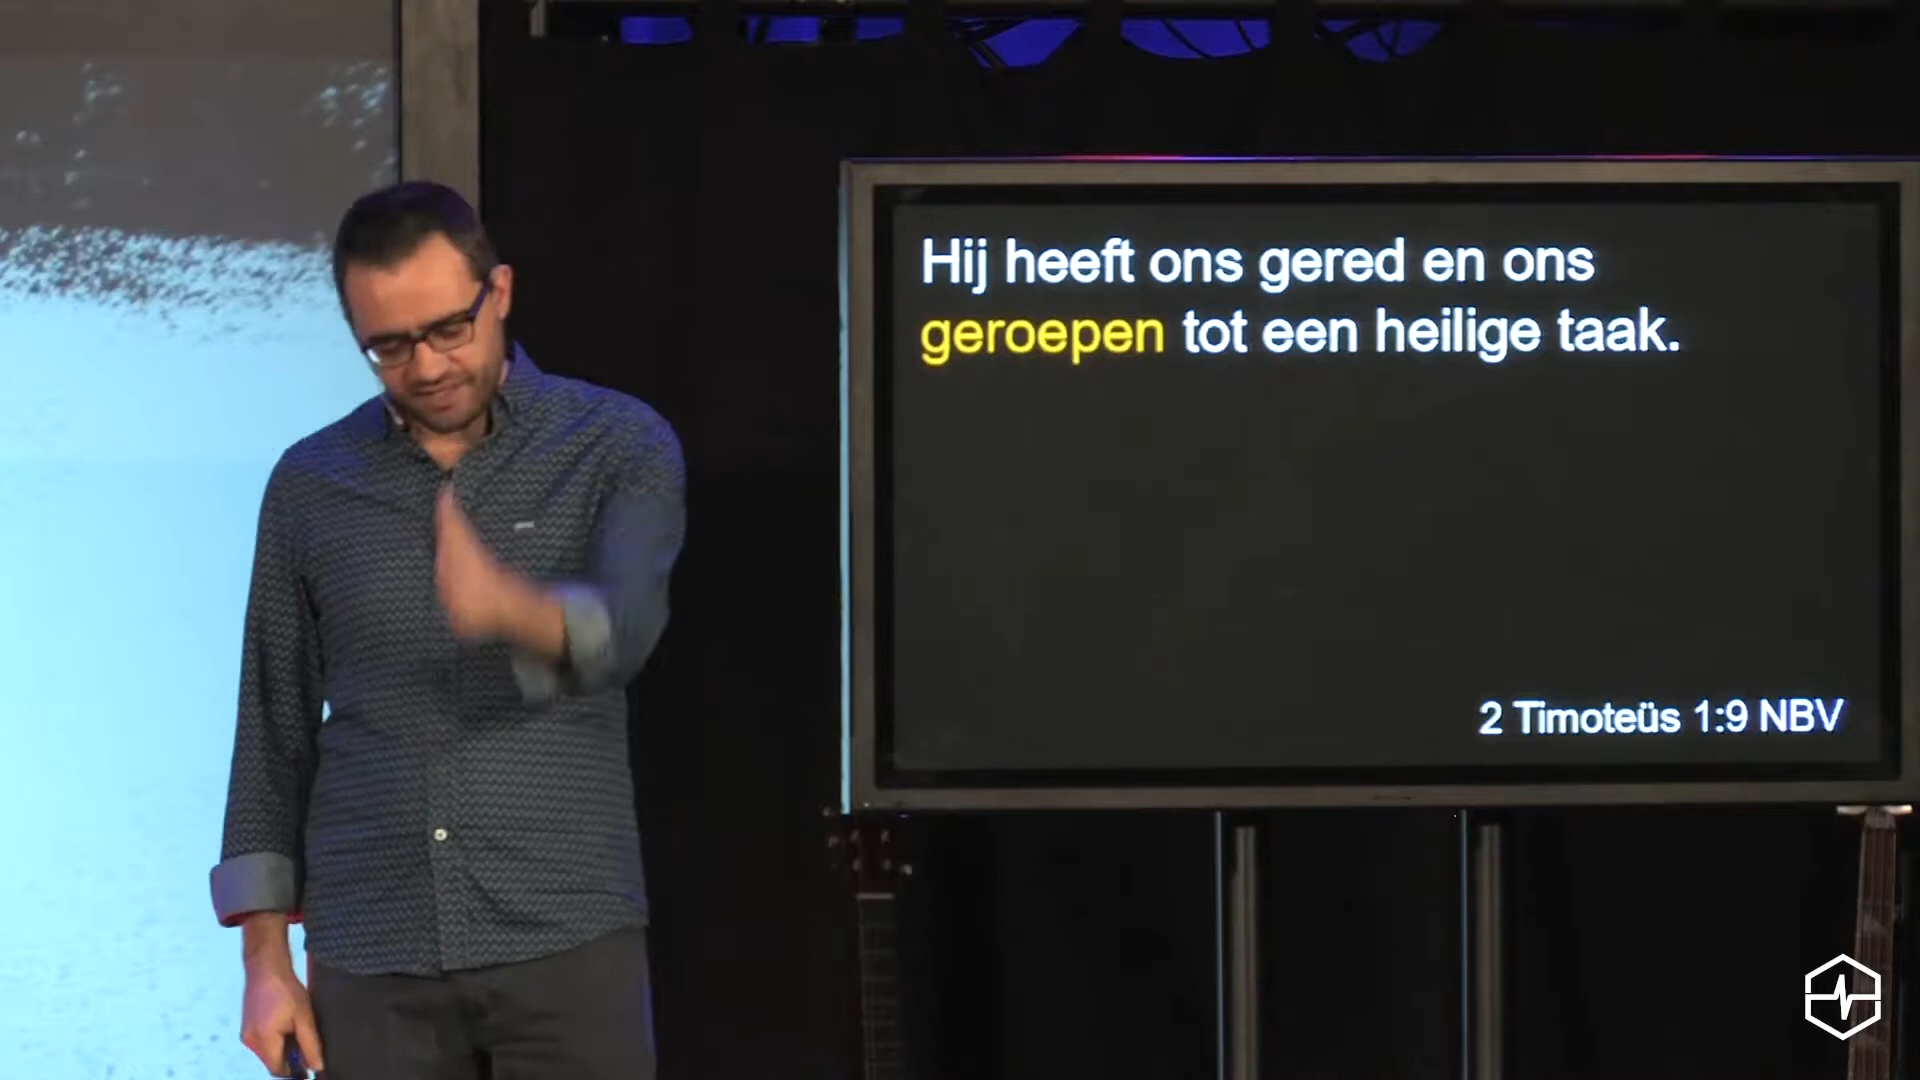 Hij heeft ons gered en ons
geroepen tot een heilige taak.
2 Timoteüs 1:9 NBV